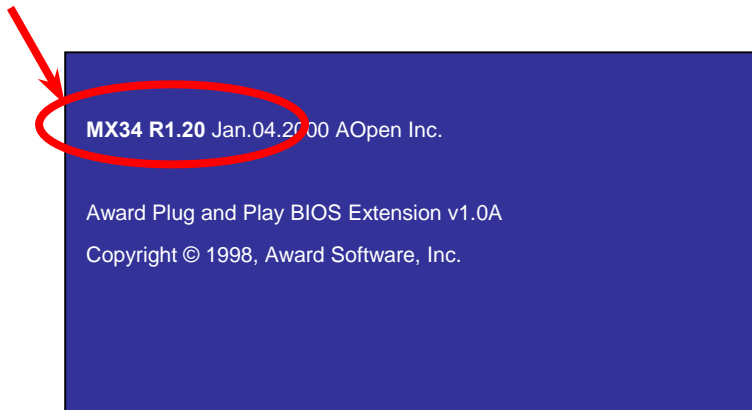 MX34 R1.20 Jan.04.2000 AOpen Inc.
Award Plug and Play BIOS Extension v1.0A
Copyright © 1998, Award Software, Inc.